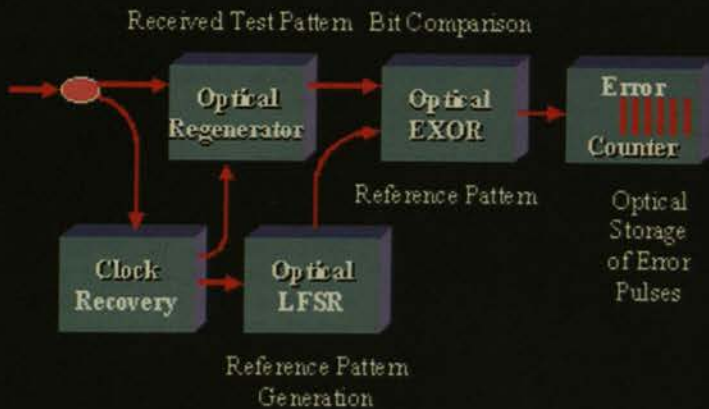 Received Test Pattern Bit Comparison
Optical
Regenerator
Optical
EXOR
Error
Counter
Reference Pattern
Optical
Storage
of Error
Pulses
Clock
Recovery
Optical
LFSR
Reference Pattern
Generation